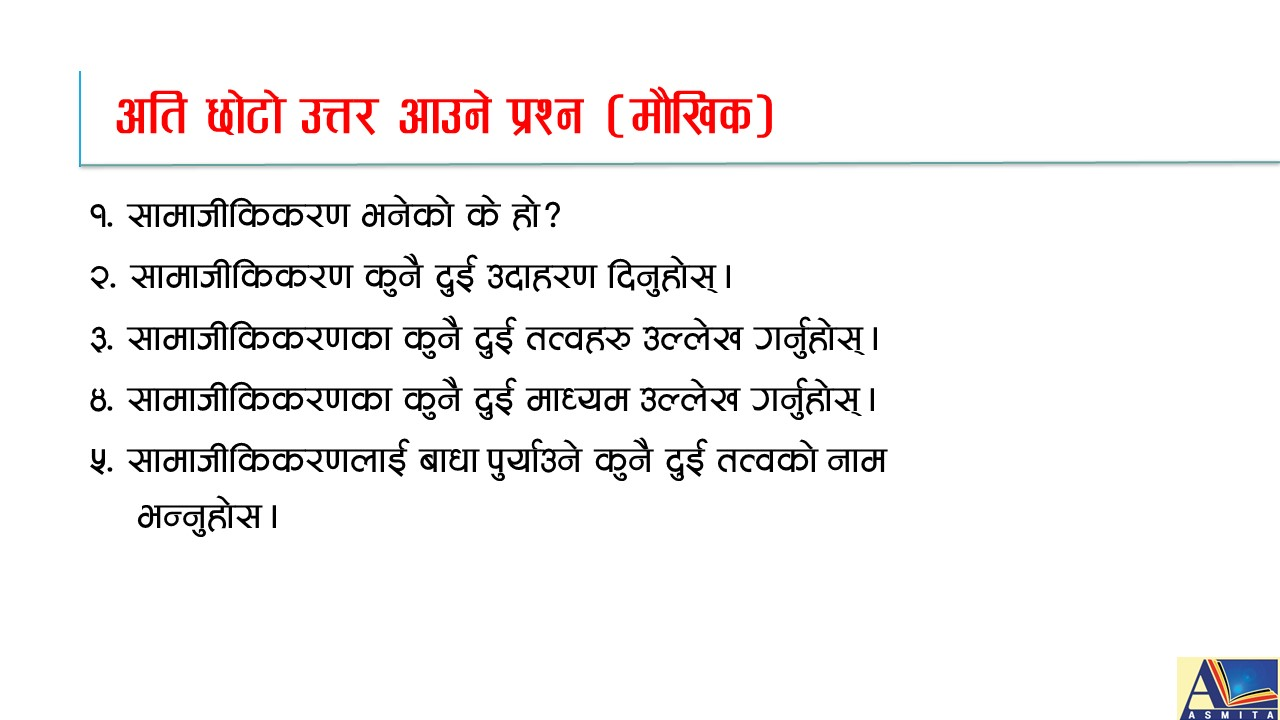 अति छोटो उत्तर आउने प्रश्न (मौखिक)
१. सामाजीकिकरण भनेको के हो?
२. सामाजीकिकरण कुनै दुई उदाहरण दिनुहोस् ।
३. सामाजीकिकरणका कुनै दुई तत्वहरु उल्लेख गर्नुहोस् ।
४. सामाजीकिकरणका कुनै दुई माध्यम उल्लेख गर्नुहोस् ।
५. सामाजीकिकरणलाई बाधा पुर्याउने कुनै दुई तत्वको नाम
भन्नुहोस ।
ASMITA